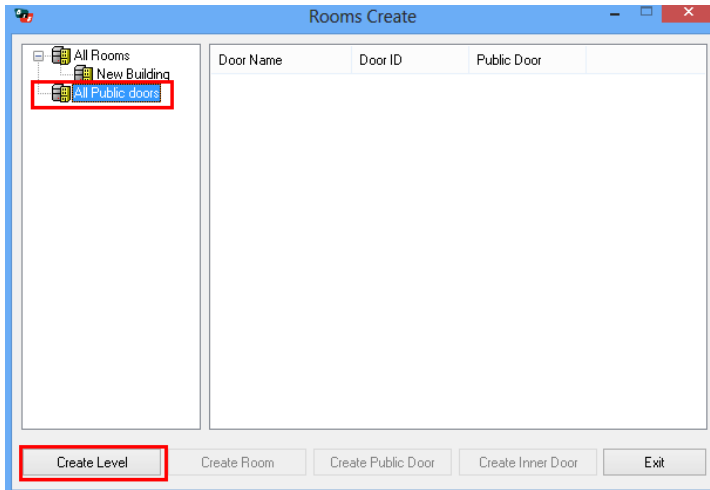 Rooms Create
All Rooms
New Building
All Public doors
Door Name Door ID Public Door
Create Level Create Room Create Public Door Create Inner Door Exit